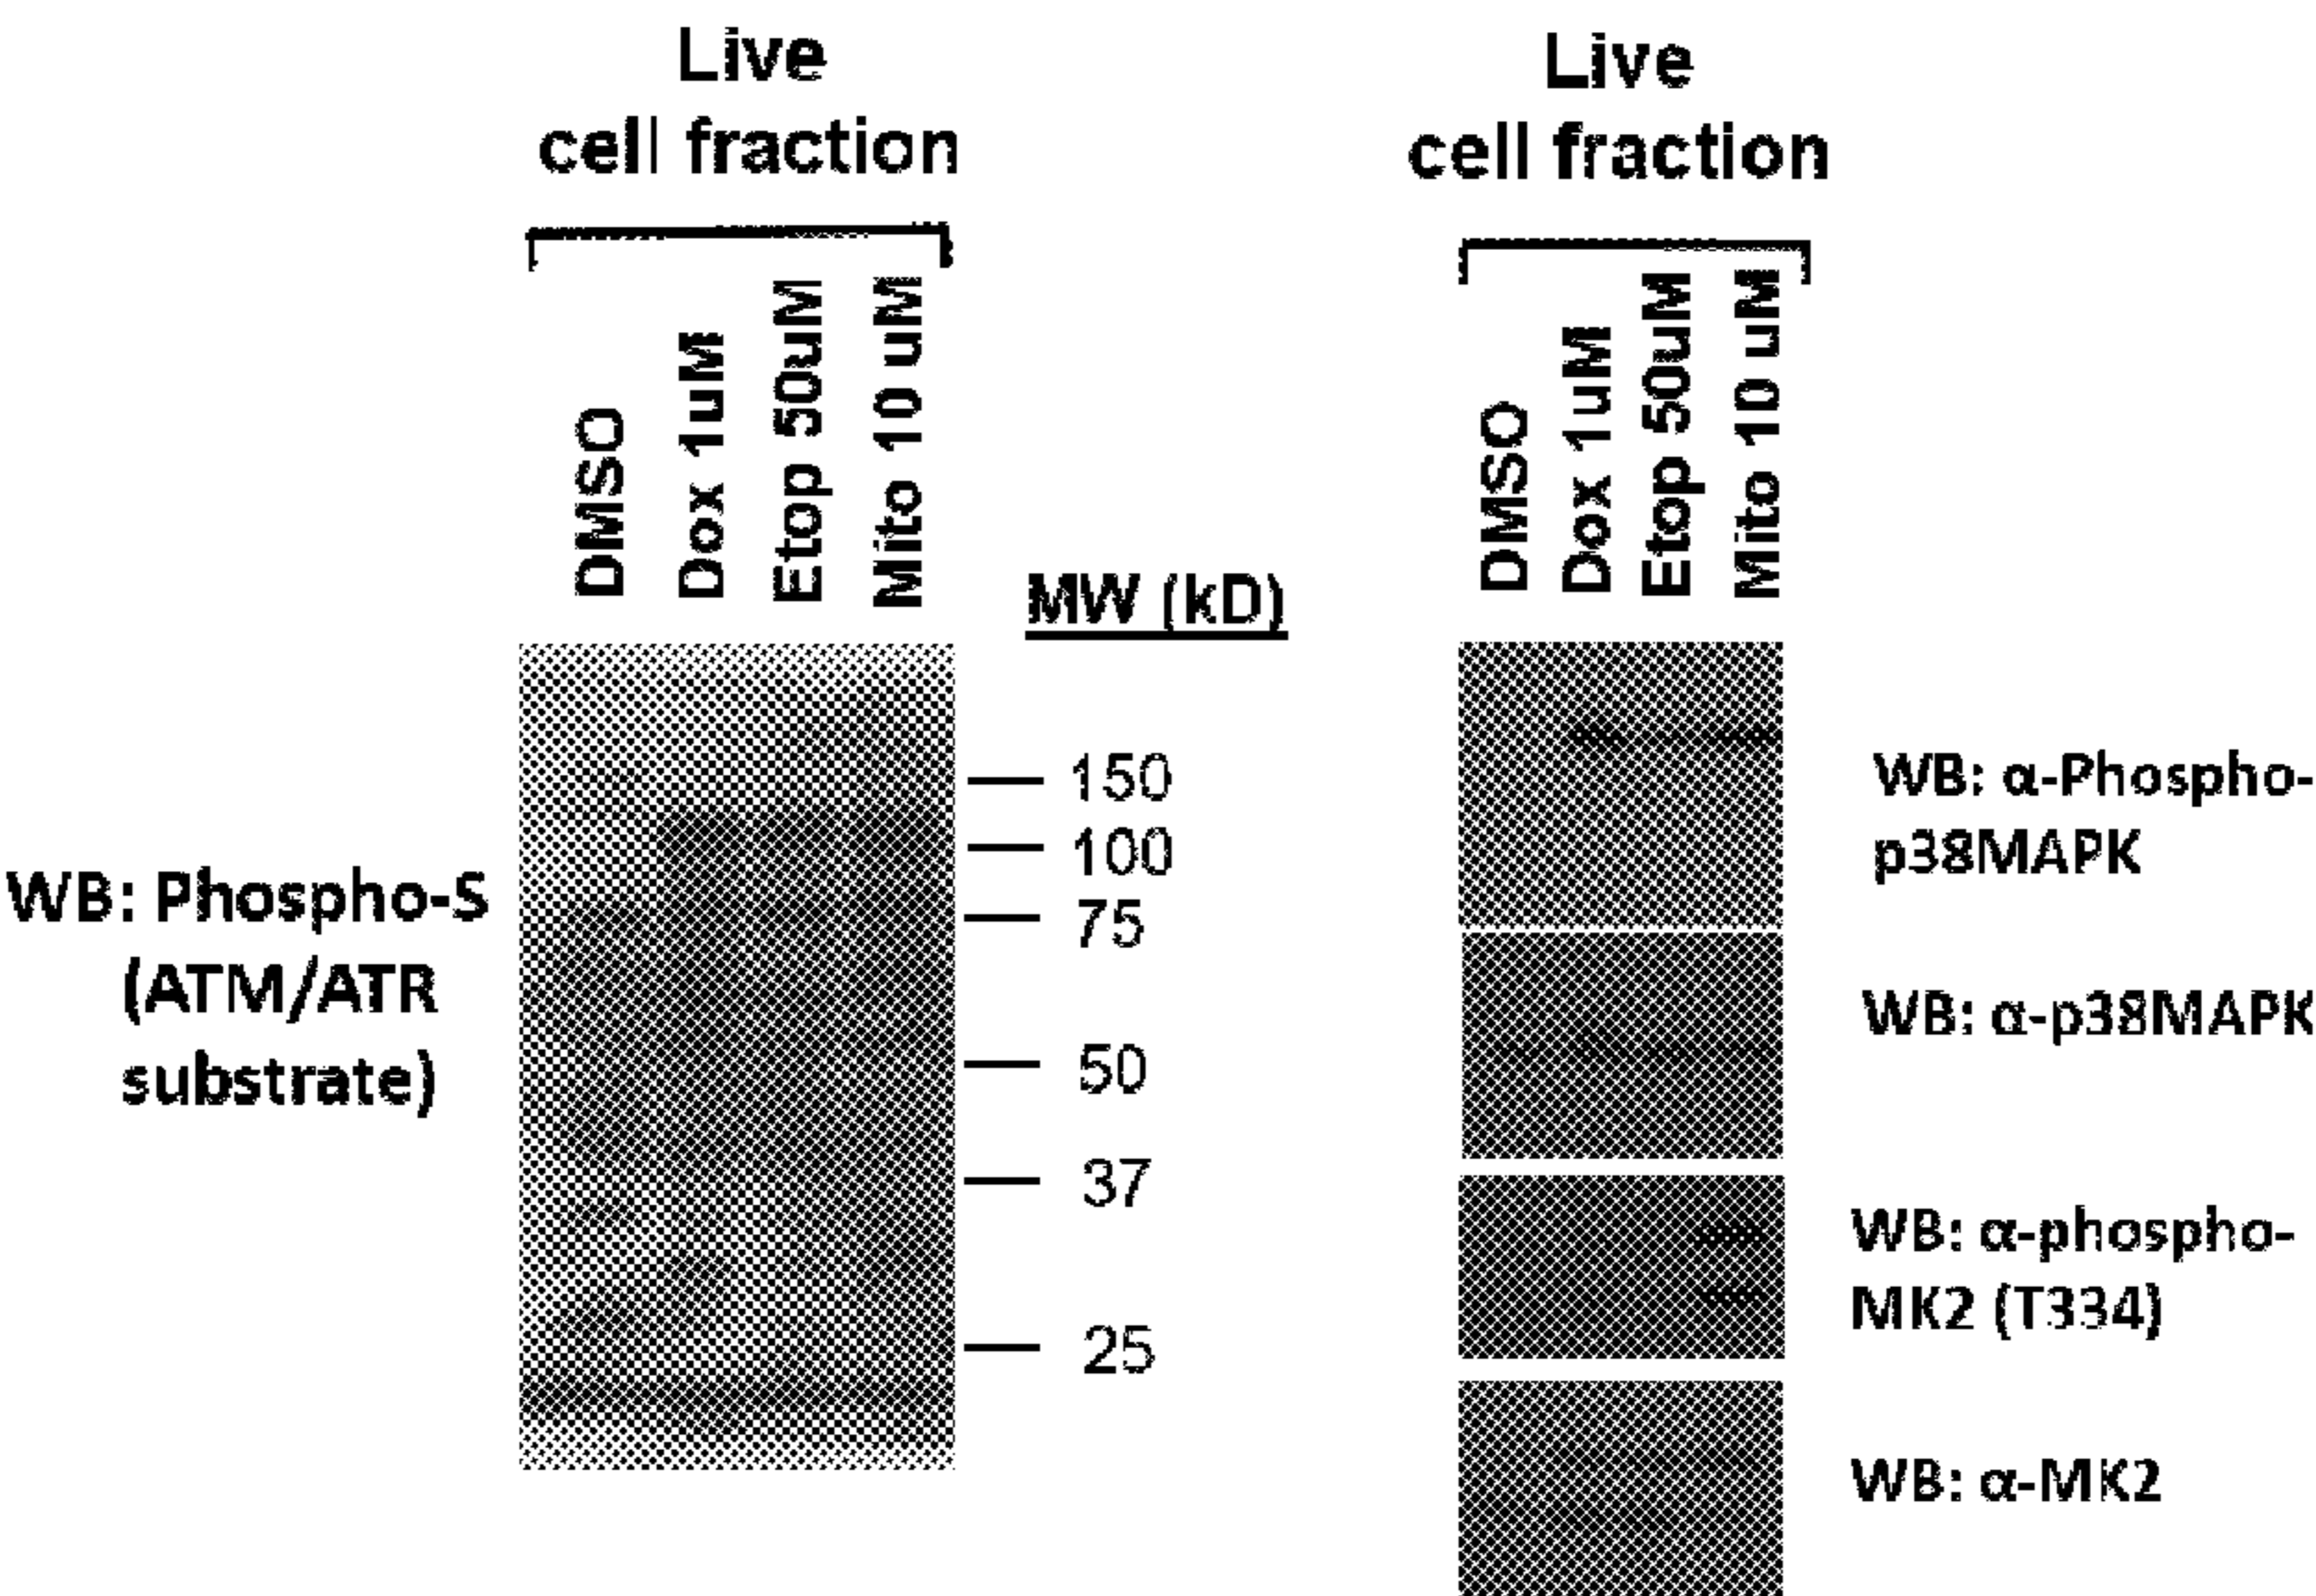 Live
cell fraction
DMSO
Dox 1uM
Etop 50uM
Mito 10 uM
WB: Phospho-S
(ATM/ATR
substrate)
MW (kD)
150
100
75
50
37
25
Live
cell fraction
DMSO
Dox 1uM
Etop 50uM
Mito 10 uM
WB: α-Phospho-
p38MAPK
WB: α-p38MAPK
WB: α-phospho-
MK2 (T334)
WB: α-MK2